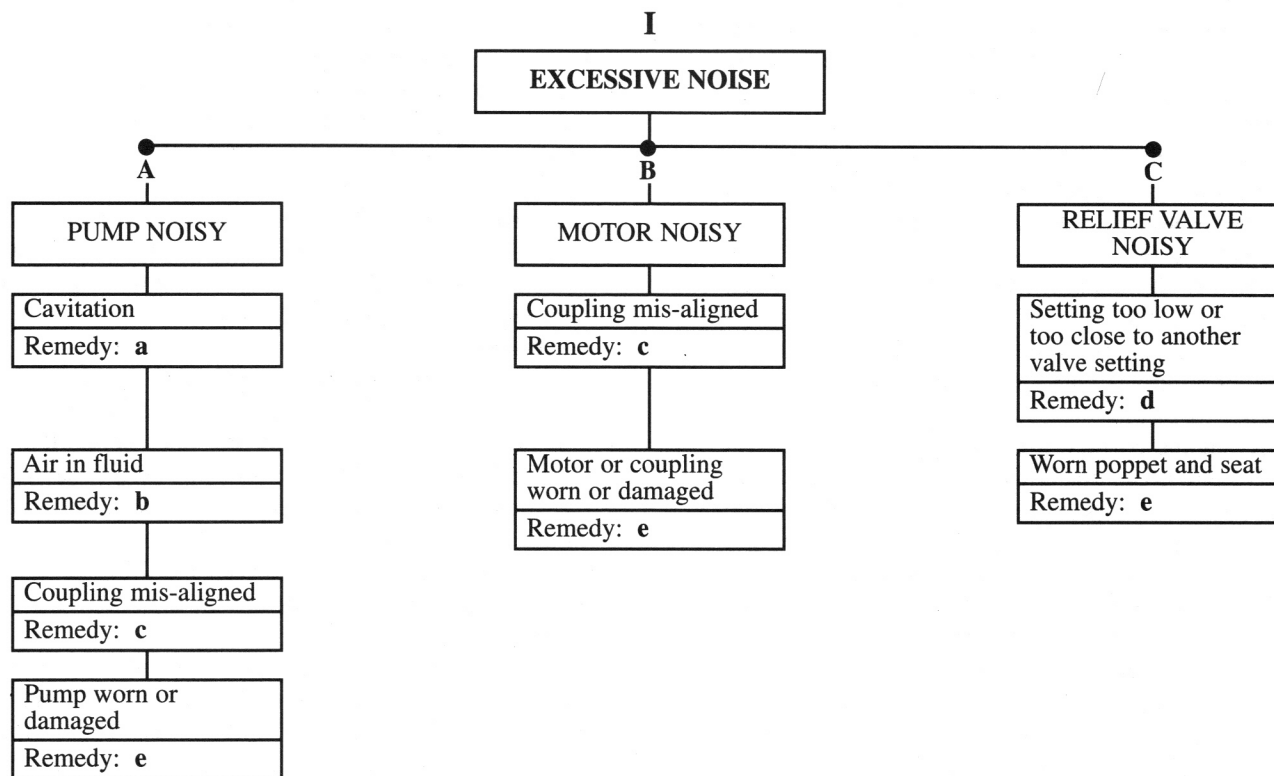 I
EXCESSIVE NOISE
A
B
C
PUMP NOISY
MOTOR NOISY
RELIEF VALVE
NOISY
Cavitation
Remedy: a
Air in fluid
Remedy: b
Coupling mis-aligned
Remedy: c
Pump worn or
damaged
Remedy: e
Coupling mis-aligned
Remedy: c
Motor or coupling
worn or damaged
Remedy: e
Setting too low or
too close to another
valve setting
Remedy: d
Worn poppet and seat
Remedy: e